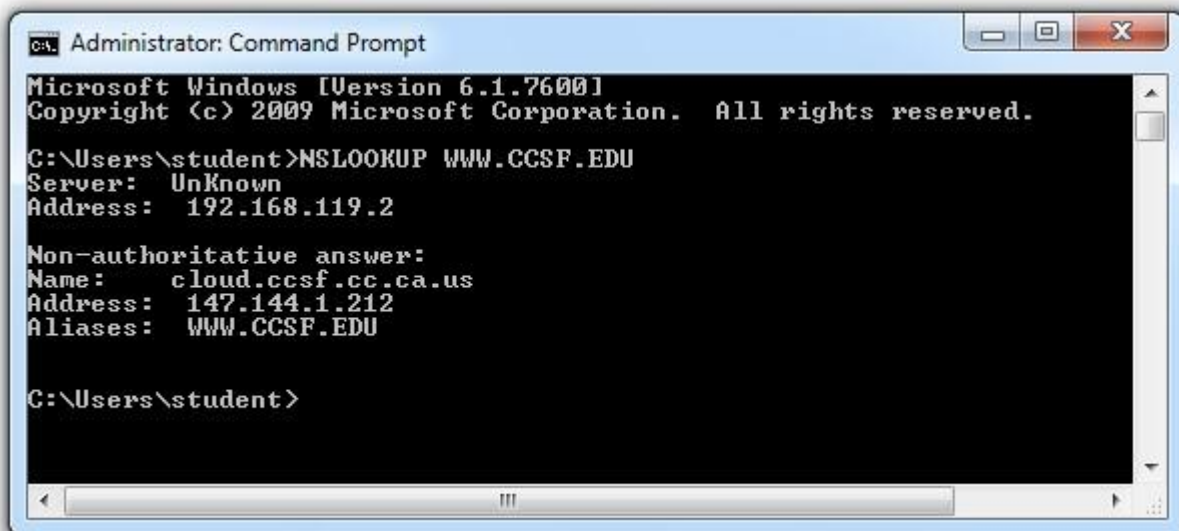 Administrator: Command Prompt
Microsoft Windows [Version 6.1.7600]
Copyright (c) 2009 Microsoft Corporation.  All rights reserved.
C:\Users\student>NSLOOKUP WWW.CCSF.EDU
Server:  UnKnown
Address:  192.168.119.2
Non-authoritative answer:
Name:    cloud.ccsf.cc.ca.us
Address:  147.144.1.212
Aliases:  WWW.CCSF.EDU
C:\Users\student>